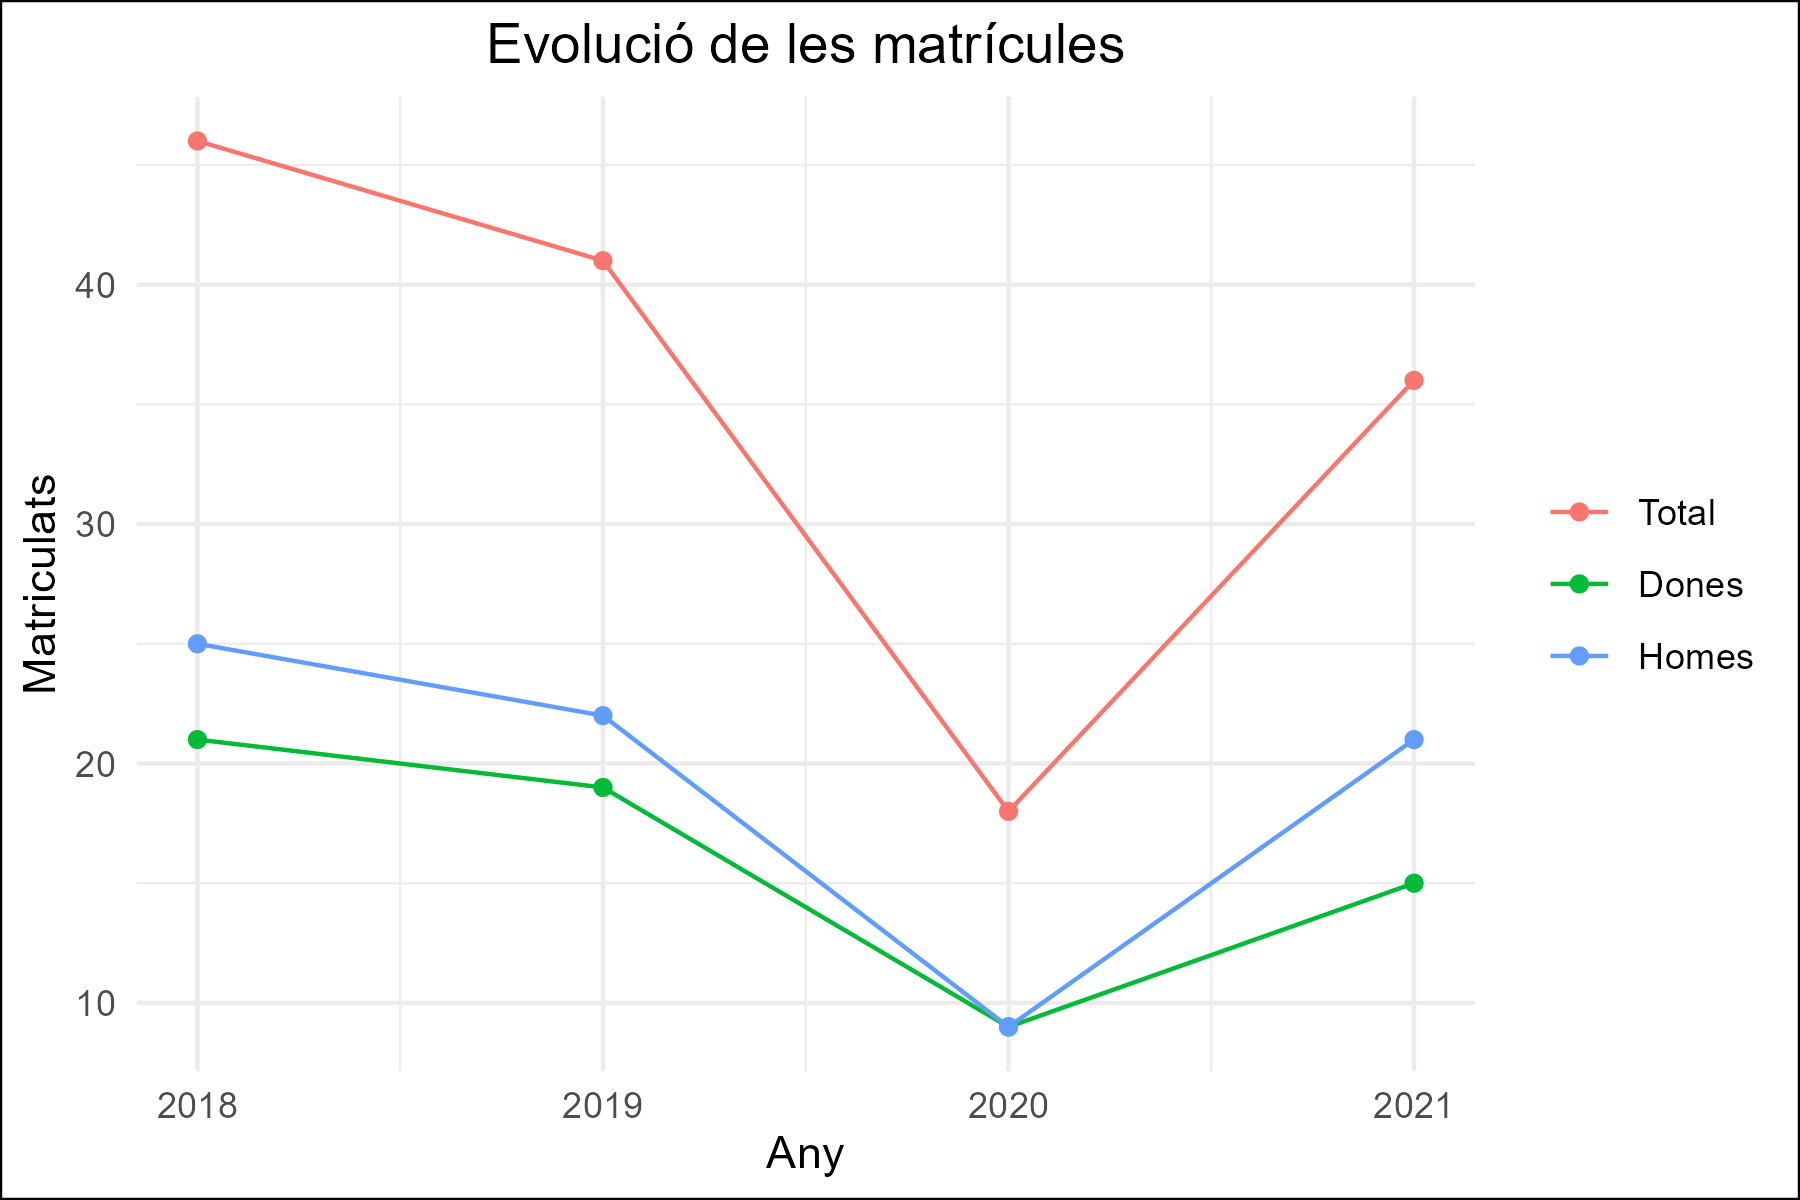 Evolució de les matrícules
Matriculats
40
30
20
10
2018
2019
2020
2021
Any
Total
Dones
Homes